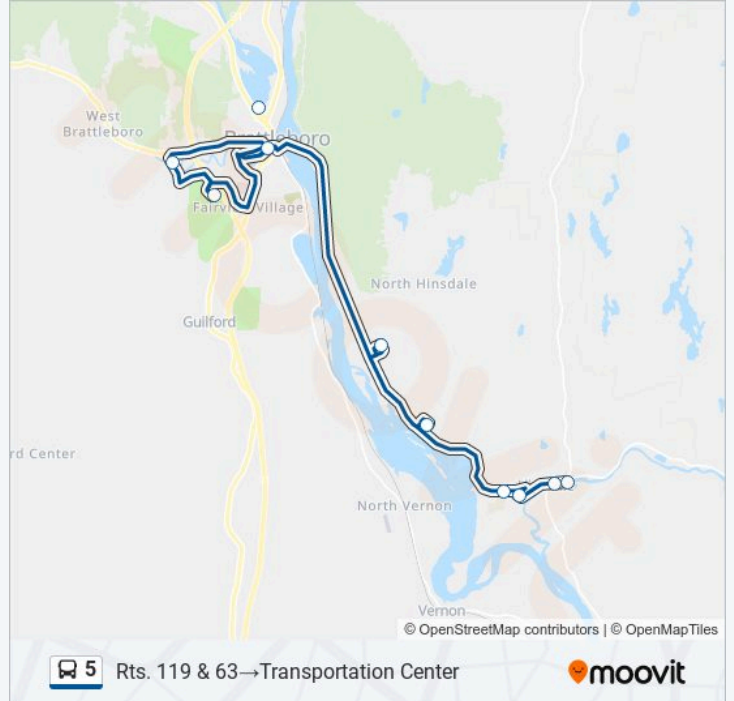 West
Brattleboro
Brattleboro
Fairview Village
North Hinsdale
Guilford
rd Center
North Vernon
Vernon
© OpenStreetMap contributors | © OpenMapTiles
5 Rts. 119 & 63→Transportation Center
moovit